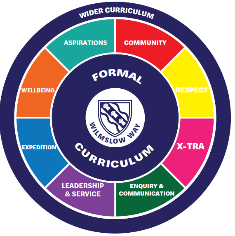 WIDER CURRICULUM
ASPIRATIONS
COMMUNITY
WELLBEING
RESPECT
FORMAL
WILMSLOW WAY
CURRICULUM
EXPEDITION
X-TRA
LEADERSHIP
& SERVICE
ENQUIRY &
COMMUNICATION